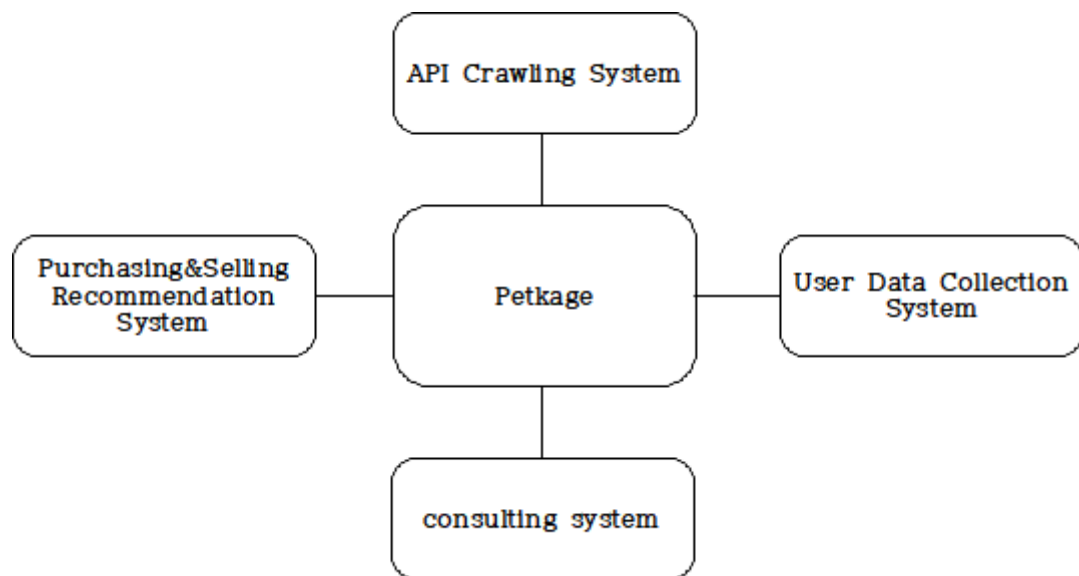 API Crawling System
Purchasing&Selling
Recommendation
System
Petkage
User Data Collection
System
consulting system